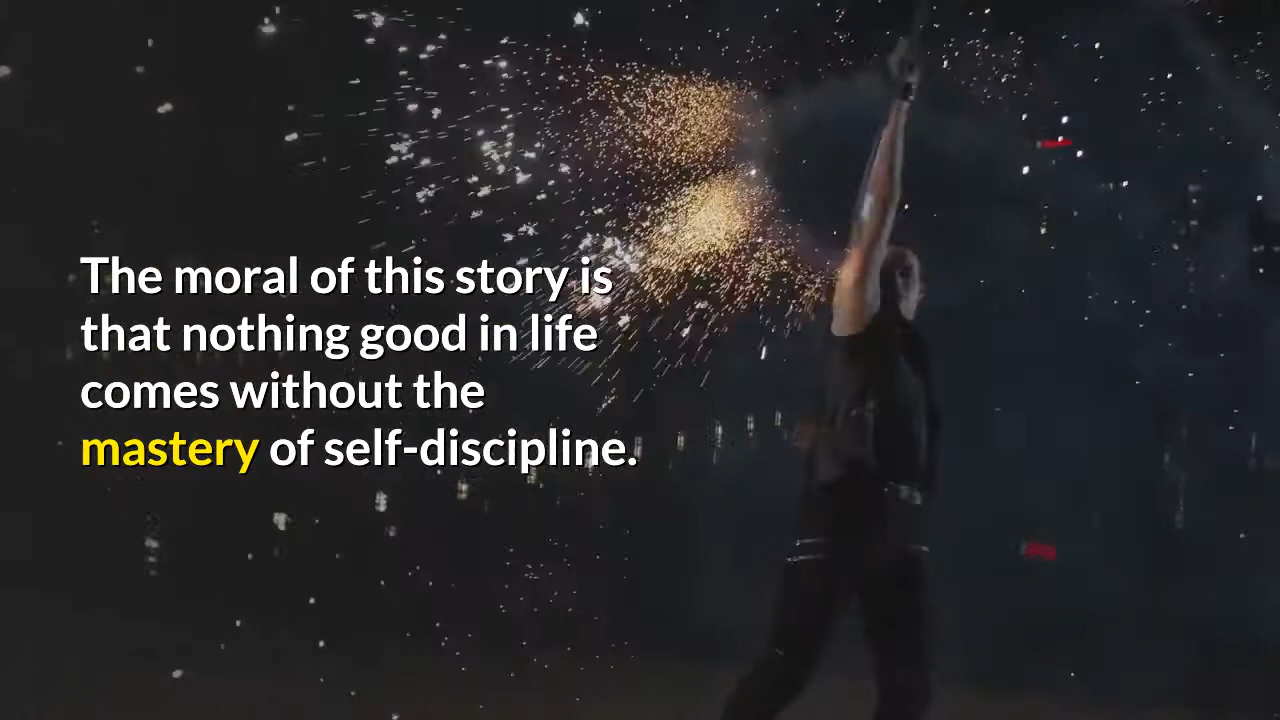 The moral of this story is
that nothing good in life
comes without the
mastery of self-discipline.